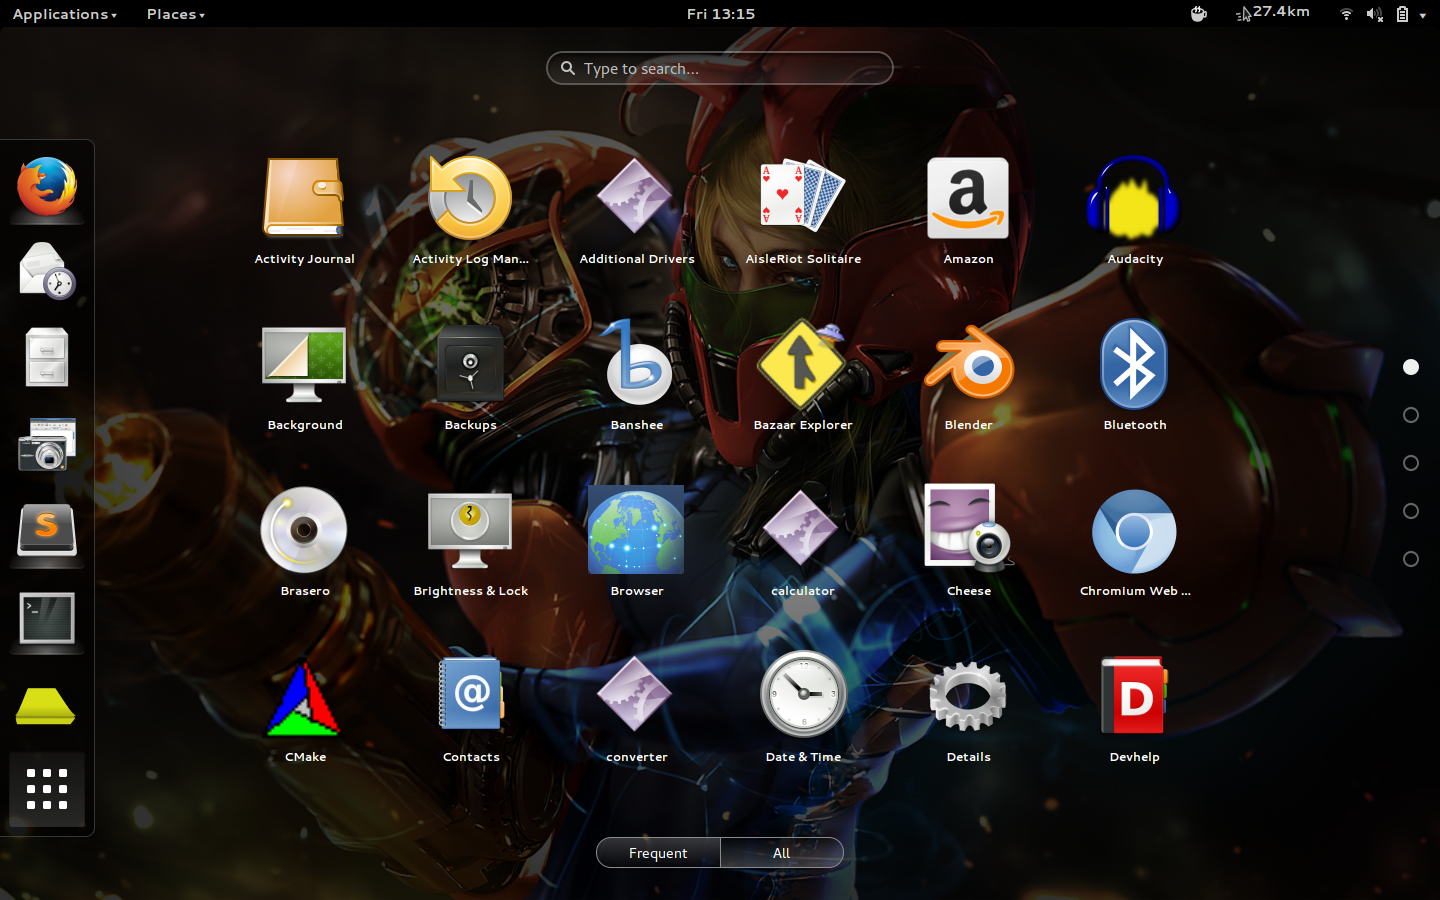 Applications Places Fri 13:15 27.4km
Type to search...
Activity Journal Activity Log Man... Additional Drivers AisleRiot Solitaire Amazon Audacity
Background Backups Banshee Bazaar Explorer Blender Bluetooth
Brasero Brightness & Lock Browser calculator Cheese Chromium Web ...
CMake Contacts converter Date & Time Details Devhelp
Frequent All